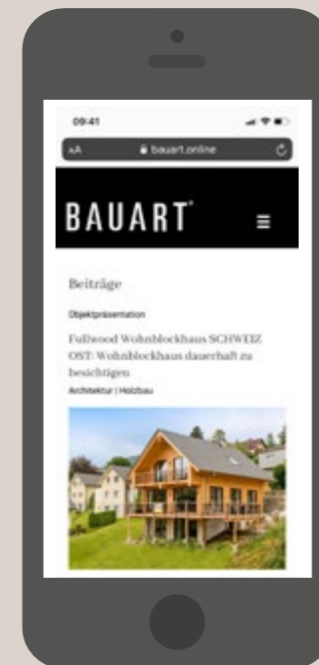 09:41
AA bauart.online
BAUART®
Beiträge
Objektpräsentation
Fullwood Wohnblockhaus SCHWEIZ
OST: Wohnblockhaus dauerhaft zu
besichtigen
Architektur | Holzbau